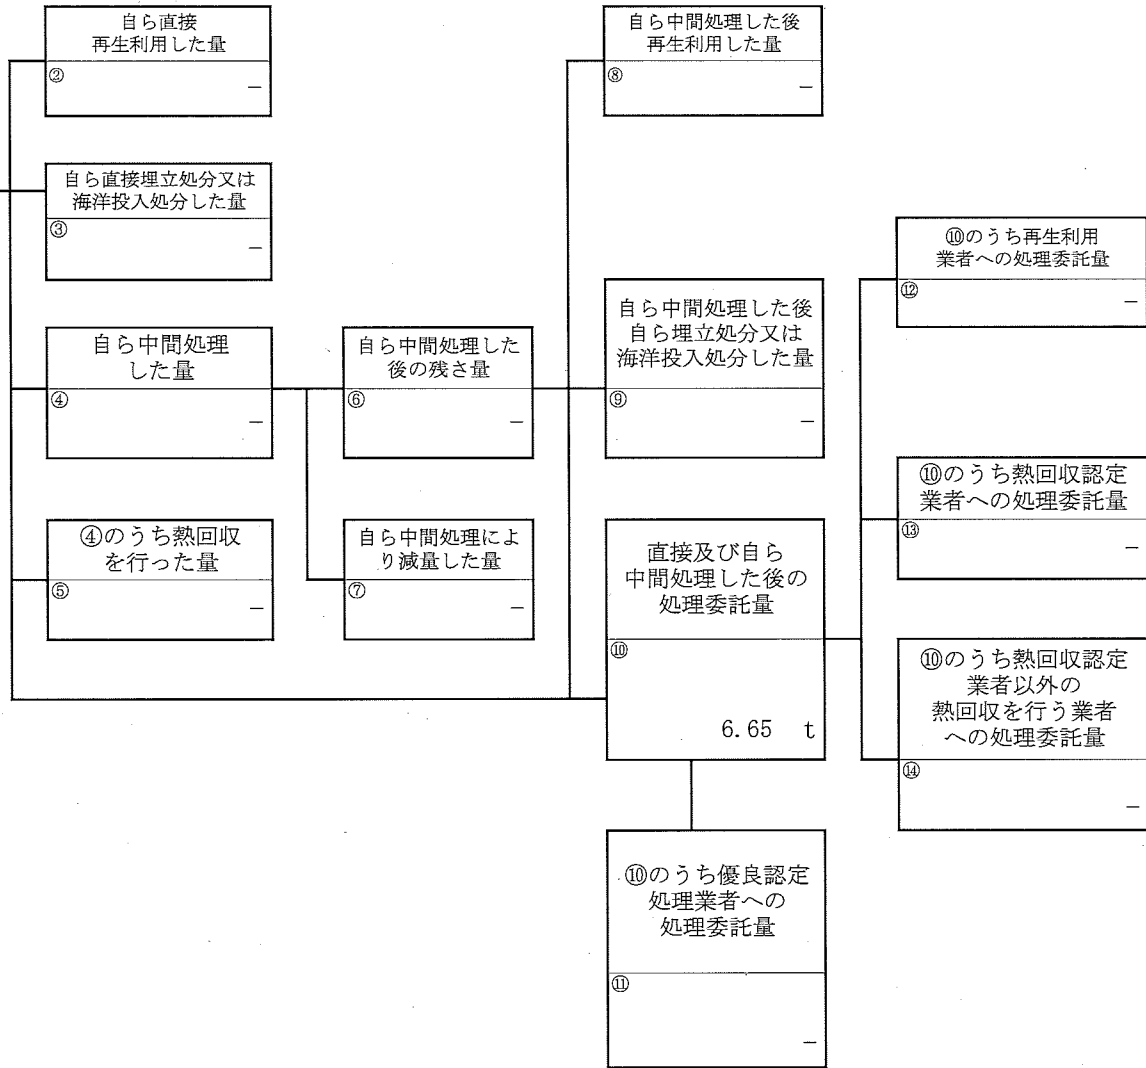 自ら直接
再生利用した量
②
－
自ら直接埋立処分又は
海洋投入処分した量
③
－
自ら中間処理
した量
④
－
④のうち熱回収
を行った量
⑤
－
自ら中間処理した
後の残さ量
⑥
－
自ら中間処理によ
り減量した量
⑦
－
自ら中間処理した後
再生利用した量
⑧
－
自ら中間処理した後
自ら埋立処分又は
海洋投入処分した量
⑨
－
直接及び自ら
中間処理した後の
処理委託量
⑩
6.65 t
⑩のうち優良認定
処理業者への
処理委託量
⑪
－
⑩のうち再生利用
業者への処理委託量
⑫
－
⑩のうち熱回収認定
業者への処理委託量
⑬
－
⑩のうち熱回収認定
業者以外の
熱回収を行う業者
への処理委託量
⑭
－